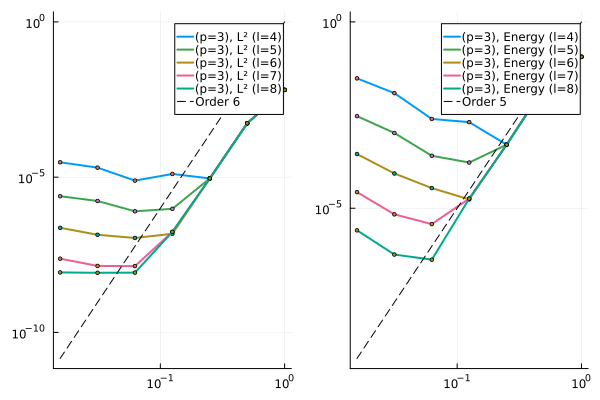 10⁰
10⁻⁵
10⁻¹⁰
10⁻¹
10⁰
(p=3), L² (l=4)
(p=3), L² (l=5)
(p=3), L² (l=6)
(p=3), L² (l=7)
(p=3), L² (l=8)
Order 6
10⁰
10⁻⁵
10⁻¹
10⁰
(p=3), Energy (l=4)
(p=3), Energy (l=5)
(p=3), Energy (l=6)
(p=3), Energy (l=7)
(p=3), Energy (l=8)
Order 5